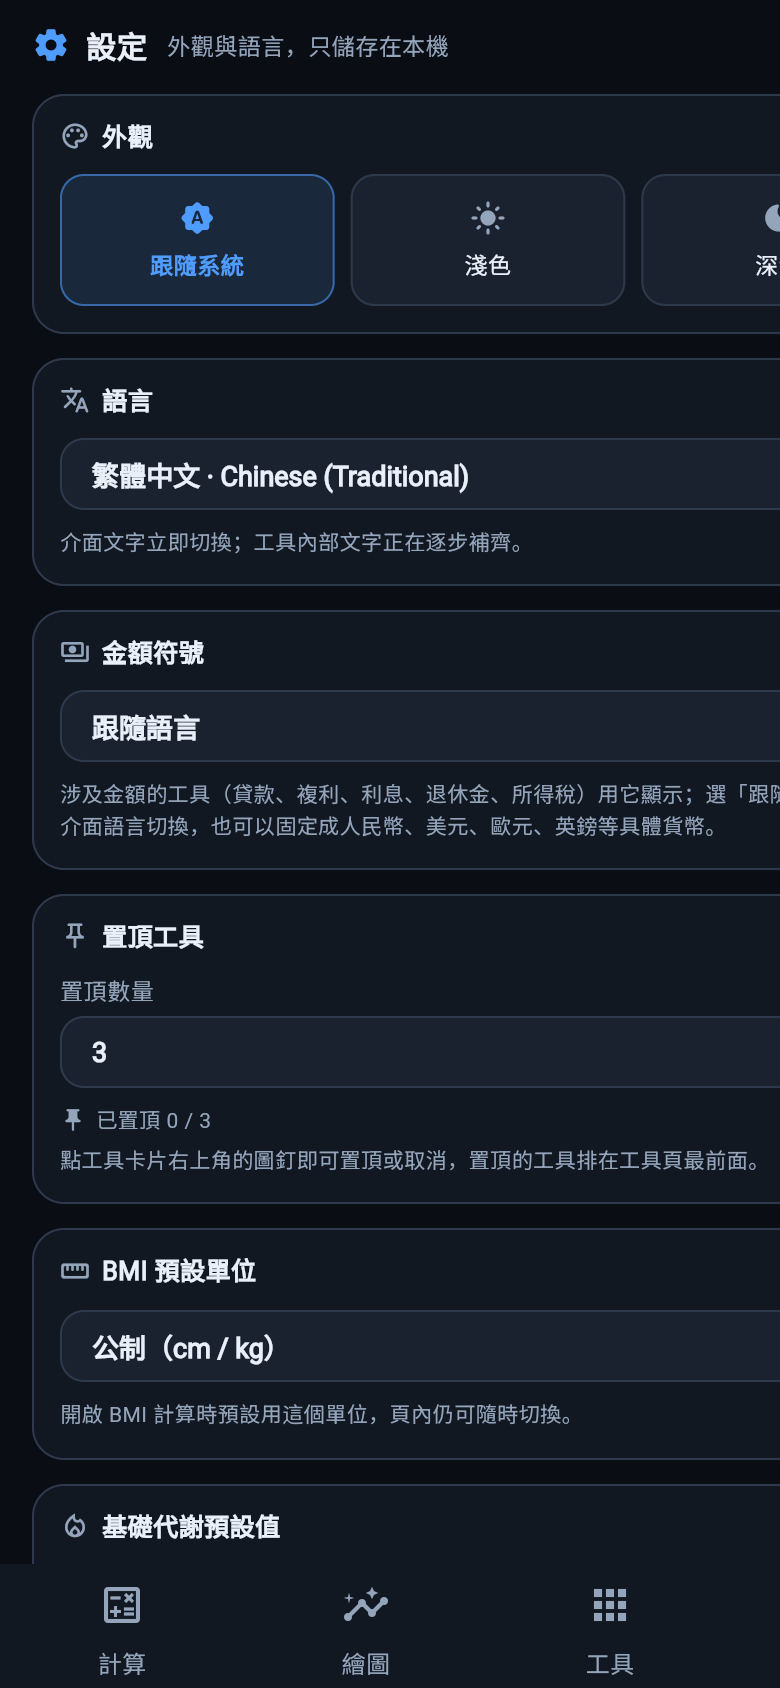 設定 外觀與語言，只儲存在本機
外觀
跟隨系統
淺色
深
語言
繁體中文 · Chinese (Traditional)
介面文字立即切換；工具內部文字正在逐步補齊。
金額符號
跟隨語言
涉及金額的工具（貸款、複利、利息、退休金、所得稅）用它顯示；選「跟隨
介面語言切換，也可以固定成人民幣、美元、歐元、英鎊等具體貨幣。
置頂工具
置頂數量
3
已置頂 0 / 3
點工具卡片右上角的圖釘即可置頂或取消，置頂的工具排在工具頁最前面。
BMI 預設單位
公制（cm / kg）
開啟 BMI 計算時預設用這個單位，頁內仍可隨時切換。
基礎代謝預設值
計算
繪圖
工具